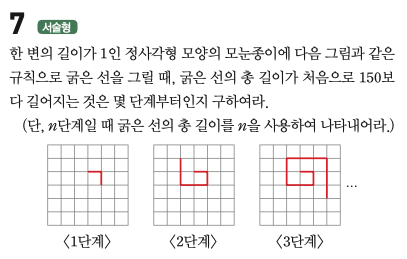 7 서술형
한 변의 길이가 1인 정사각형 모양의 모눈종이에 다음 그림과 같은
규칙으로 굵은 선을 그릴 때, 굵은 선의 총 길이가 처음으로 150보
다 길어지는 것은 몇 단계부터인지 구하여라.
(단, n단계일 때 굵은 선의 총 길이를 n을 사용하여 나타내어라.)
...
〈1단계〉 〈2단계〉 〈3단계〉